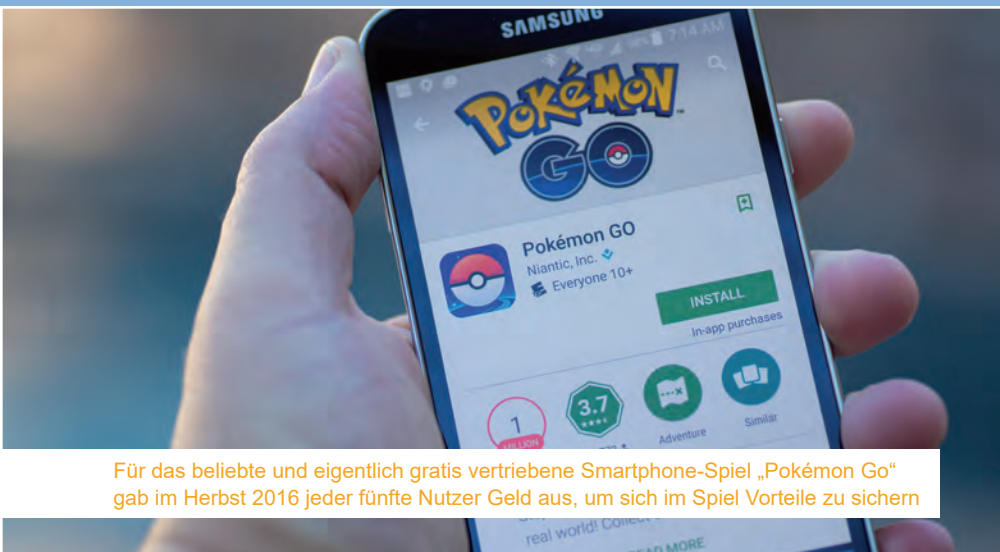 SAMSUNG
7:14 AM
POKÉMON
GO
Pokémon GO
Niantic, Inc.
Everyone 10+
INSTALL
In-app purchases
1
MILLION
3.7
Adventure
Similar
Für das beliebte und eigentlich gratis vertriebene Smartphone-Spiel „Pokémon Go“
gab im Herbst 2016 jeder fünfte Nutzer Geld aus, um sich im Spiel Vorteile zu sichern
real world! Collect
READ MORE